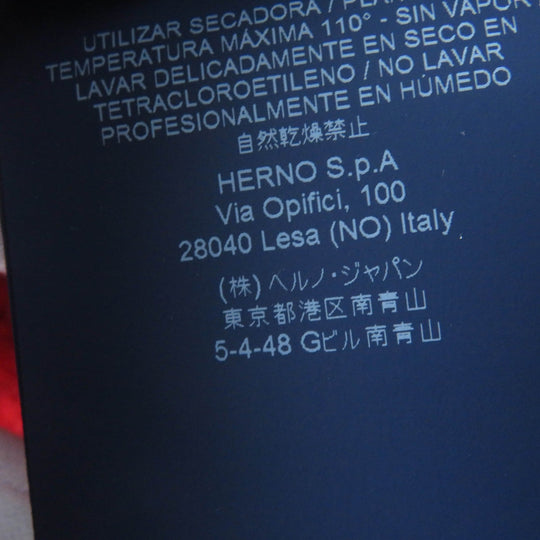 UTILIZAR SECADORA / PLAN
TEMPERATURA MÁXIMA 110° - SIN VAPOR
LAVAR DELICADAMENTE EN SECO EN
TETRACLOROETILENO / NO LAVAR
PROFESIONALMENTE EN HÚMEDO
自然乾燥禁止
HERNO S.p.A
Via Opifici, 100
28040 Lesa (NO) Italy
(株) ヘルノ・ジャパン
東京都港区南青山
5-4-48 Gビル南青山